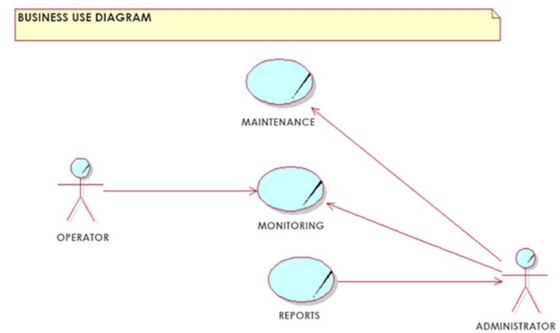 BUSINESS USE DIAGRAM
MAINTENANCE
OPERATOR
MONITORING
REPORTS
ADMINISTRATOR